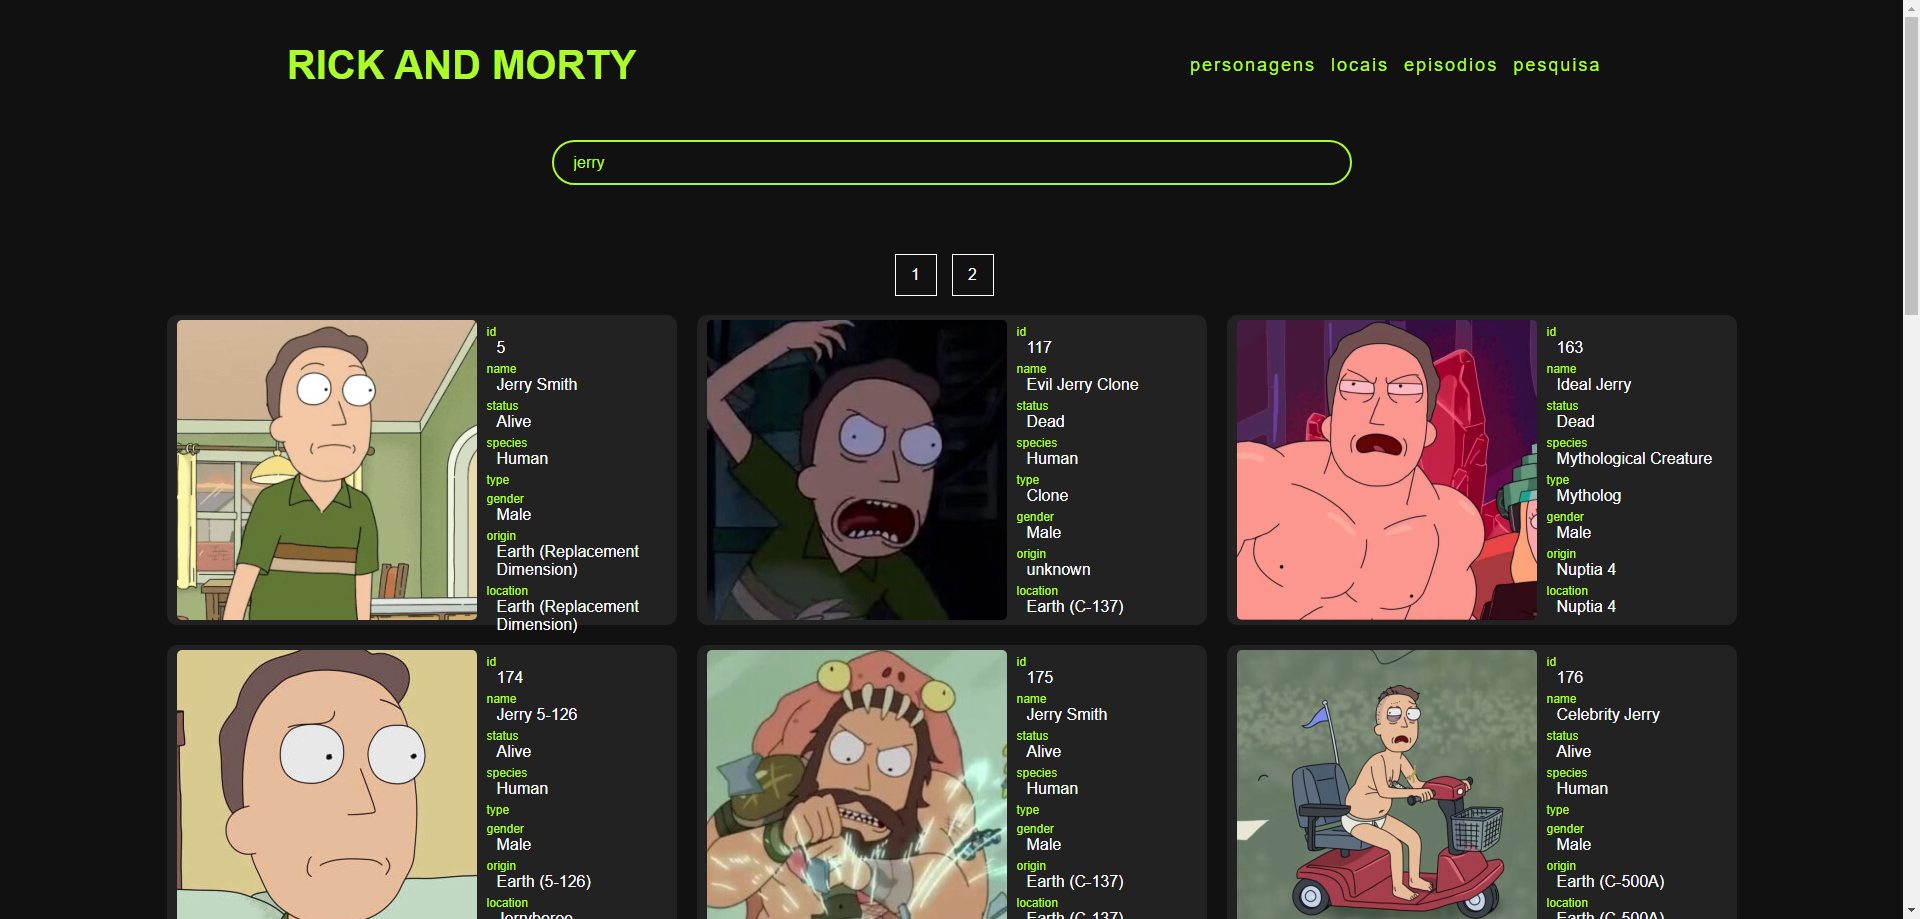 RICK AND MORTY
personagens locais episodios pesquisa
jerry
1 2
id
5
name
Jerry Smith
status
Alive
species
Human
type
gender
Male
origin
Earth (Replacement
Dimension)
location
Earth (Replacement
Dimension)
id
117
name
Evil Jerry Clone
status
Dead
species
Human
type
Clone
gender
Male
origin
unknown
location
Earth (C-137)
id
163
name
Ideal Jerry
status
Dead
species
Mythological Creature
type
Mytholog
gender
Male
origin
Nuptia 4
location
Nuptia 4
id
174
name
Jerry 5-126
status
Alive
species
Human
type
gender
Male
origin
Earth (5-126)
location
Jerryboree
id
175
name
Jerry Smith
status
Alive
species
Human
type
gender
Male
origin
Earth (C-137)
location
Earth (C-137)
id
176
name
Celebrity Jerry
status
Alive
species
Human
type
gender
Male
origin
Earth (C-500A)
location
Earth (C-500A)